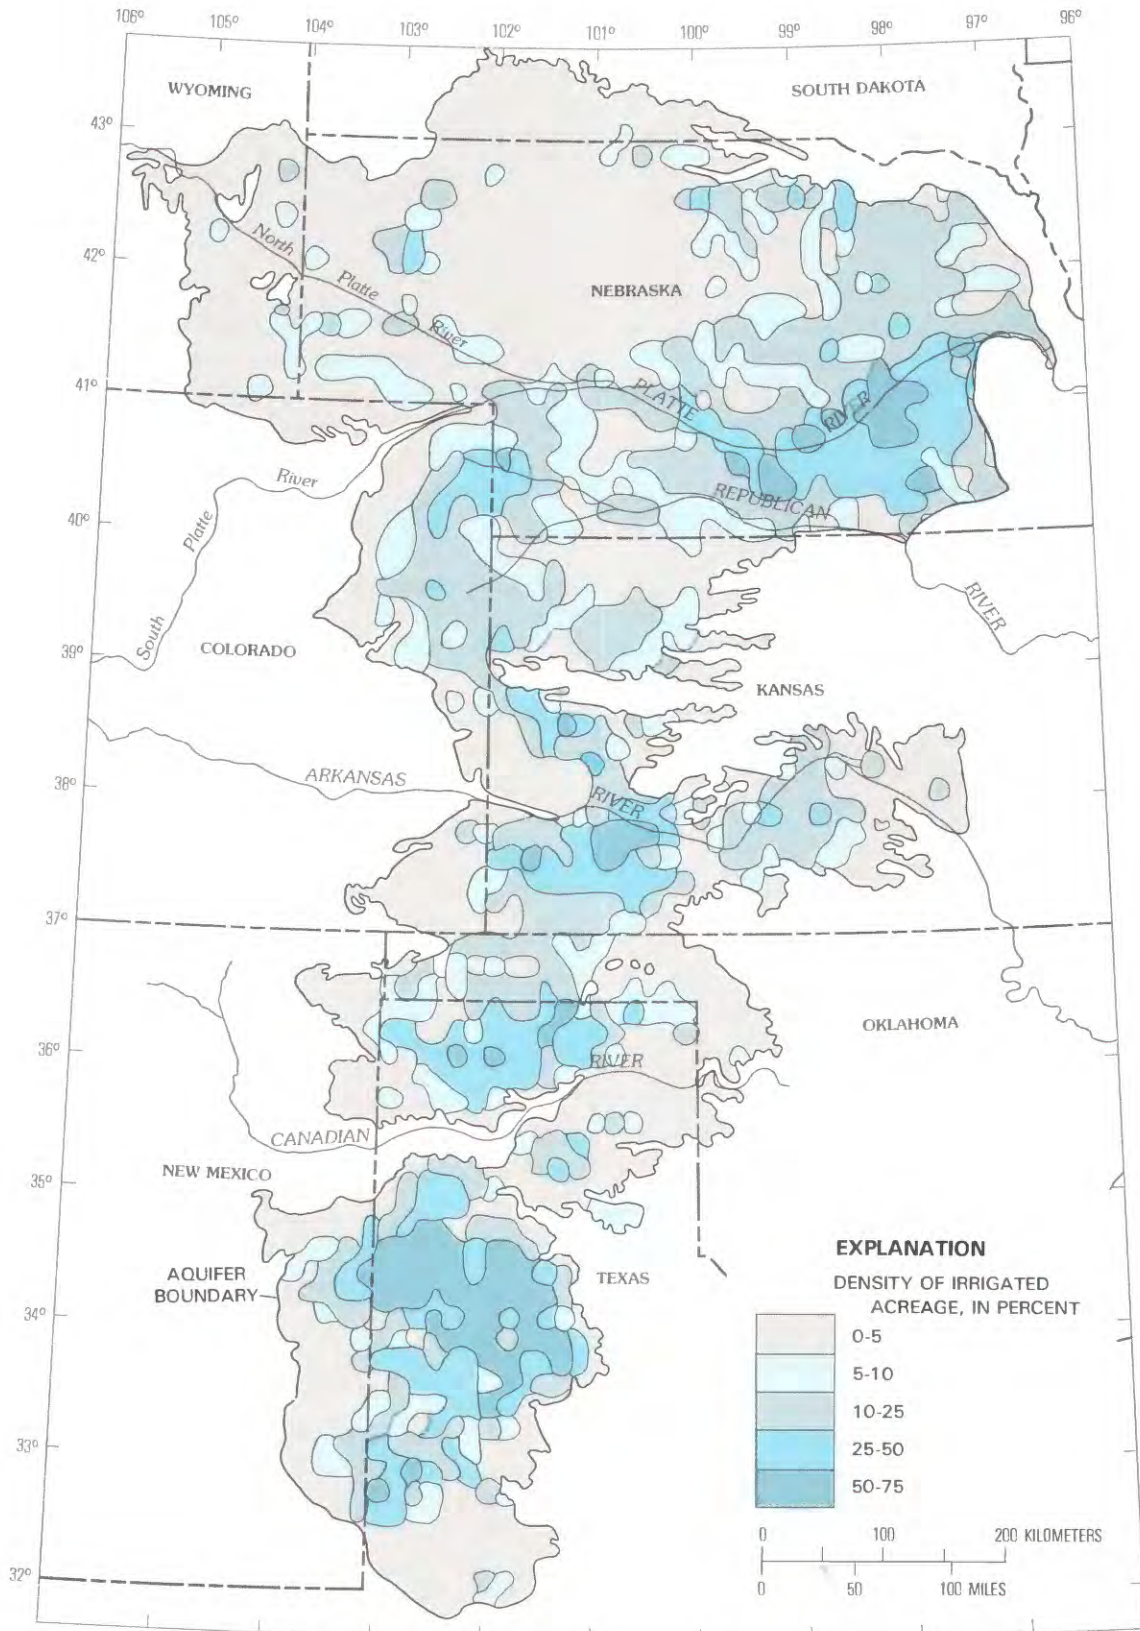 106°
105°
104°
103°
102°
101°
100°
99°
98°
97°
96°
WYOMING
SOUTH DAKOTA
43°
North
Platte
River
42°
NEBRASKA
41°
PLATTE
RIVER
South
Platte
River
REPUBLICAN
RIVER
40°
COLORADO
39°
KANSAS
ARKANSAS
RIVER
38°
37°
OKLAHOMA
36°
CANADIAN
RIVER
NEW MEXICO
35°
AQUIFER
BOUNDARY
TEXAS
34°
33°
32°
EXPLANATION
DENSITY OF IRRIGATED
ACREAGE, IN PERCENT
0-5
5-10
10-25
25-50
50-75
0 100 200 KILOMETERS
0 50 100 MILES